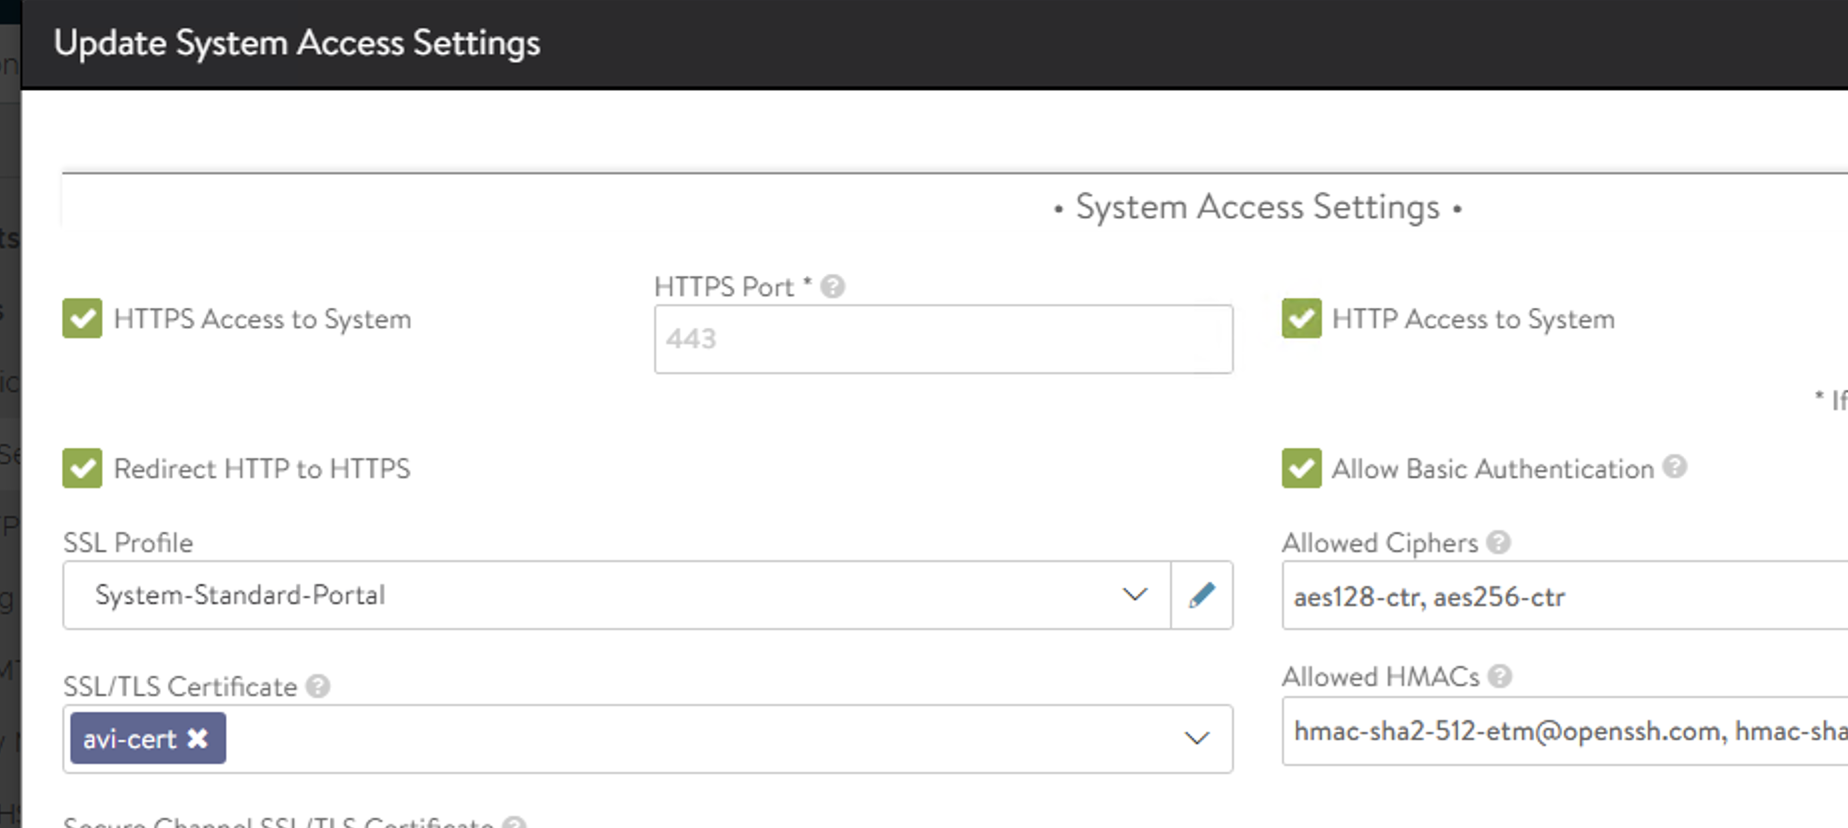 Update System Access Settings
• System Access Settings •
HTTPS Access to System
HTTPS Port *
443
HTTP Access to System
* If
Redirect HTTP to HTTPS
Allow Basic Authentication
SSL Profile
System-Standard-Portal
Allowed Ciphers
aes128-ctr, aes256-ctr
SSL/TLS Certificate
avi-cert
Allowed HMACs
hmac-sha2-512-etm@openssh.com, hmac-sha
Secure Channel SSL/TLS Certificate